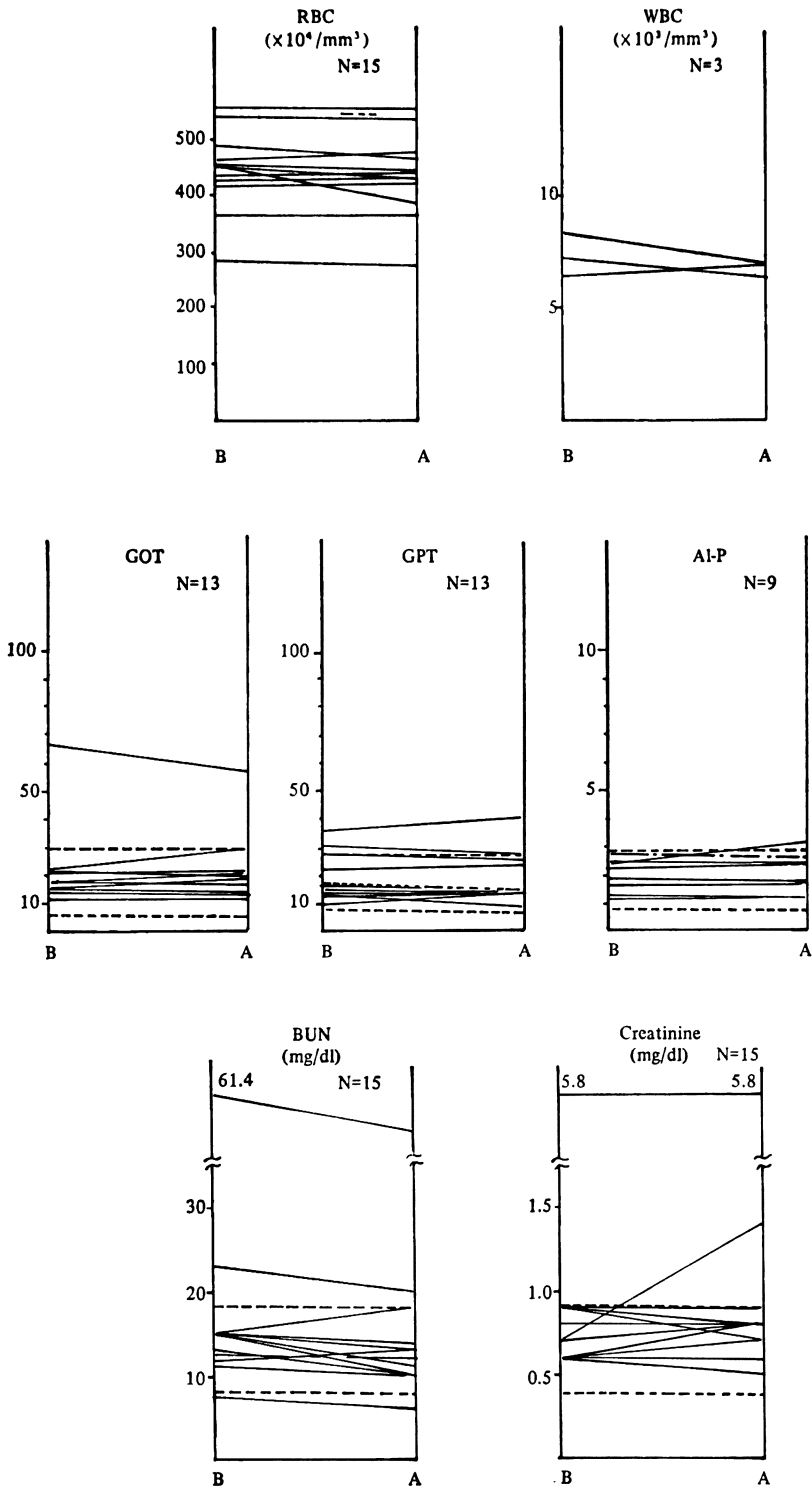 RBC
(×10⁴/mm³)
N=15
500
400
300
200
100
B A
WBC
(×10³/mm³)
N=3
10
5
B A
GOT
N=13
100
50
10
B A
GPT
N=13
100
50
10
B A
Al-P
N=9
10
5
B A
BUN
(mg/dl)
61.4 N=15
30
20
10
B A
Creatinine
(mg/dl) N=15
5.8 5.8
1.5
1.0
0.5
B A